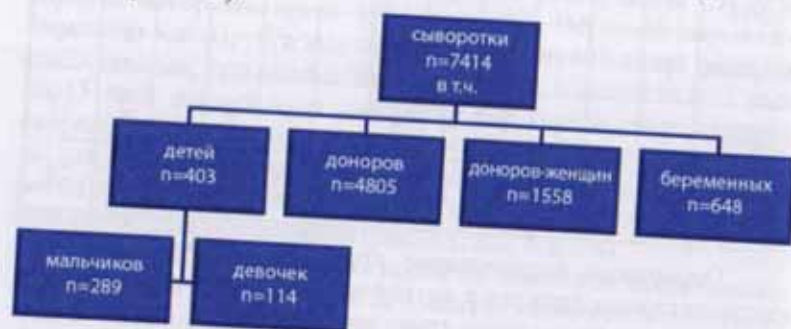 сыворотки
n=7414
в т.ч.
детей
n=403
доноров
n=4805
доноров-женщин
n=1558
беременных
n=648
мальчиков
n=289
девочек
n=114